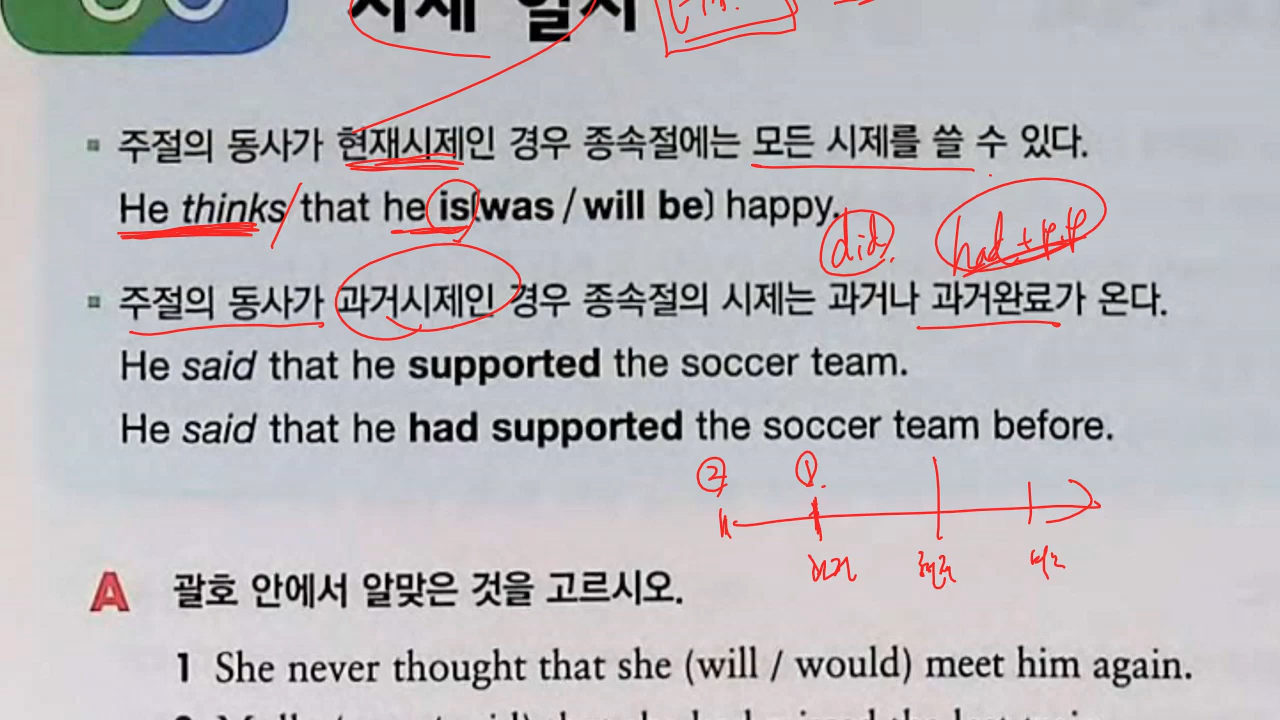 시제 일치
▪ 주절의 동사가 현재시제인 경우 종속절에는 모든 시제를 쓸 수 있다.
He thinks / that he is(was / will be) happy.
did. had + p.p
▪ 주절의 동사가 과거시제인 경우 종속절의 시제는 과거나 과거완료가 온다.
He said that he supported the soccer team.
He said that he had supported the soccer team before.
② ①
과거 현재 미래
A 괄호 안에서 알맞은 것을 고르시오.
1 She never thought that she (will / would) meet him again.